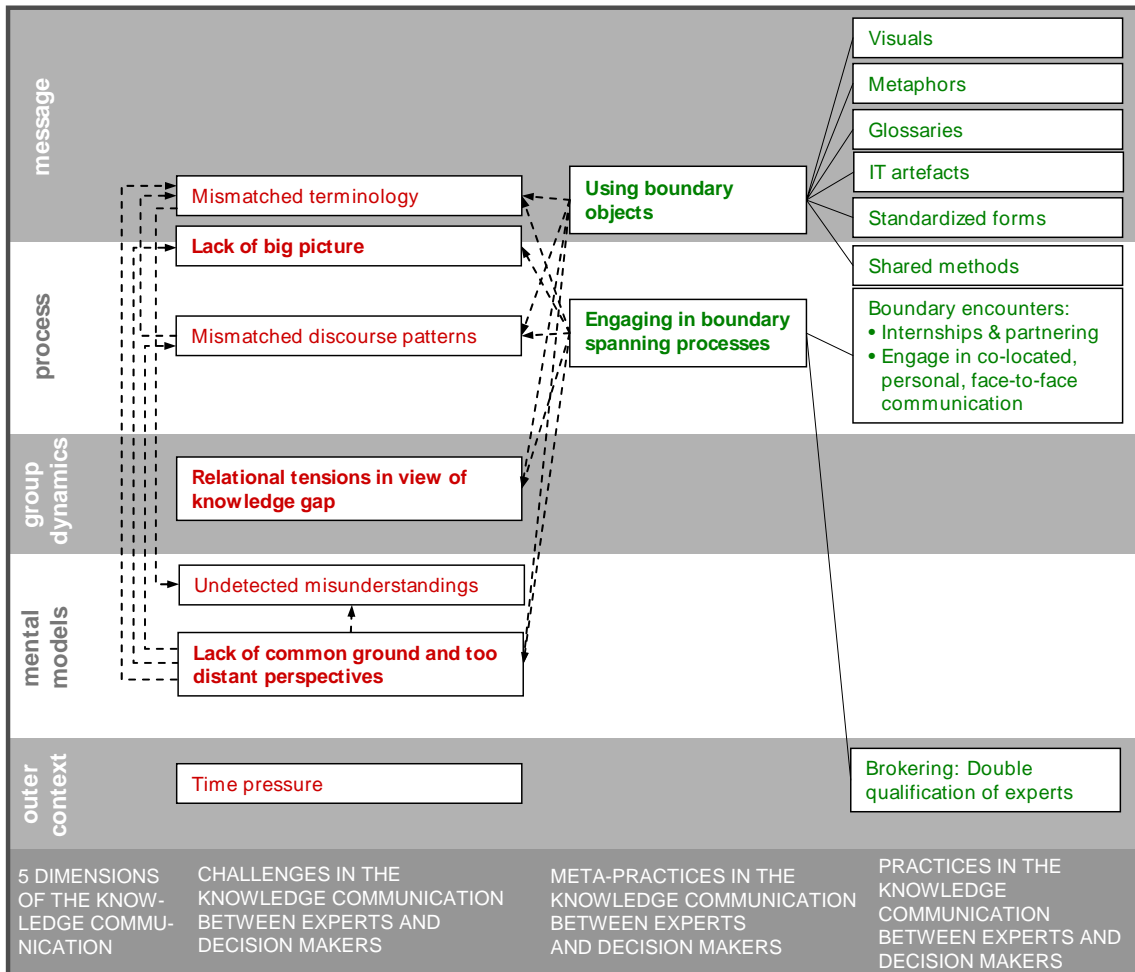 message
Visuals
Metaphors
Glossaries
IT artefacts
Standardized forms
Mismatched terminology
Using boundary
objects
Lack of big picture
Shared methods
process
Mismatched discourse patterns
Engaging in boundary
spanning processes
Boundary encounters:
• Internships & partnering
• Engage in co-located,
personal, face-to-face
communication
group
dynamics
Relational tensions in view of
knowledge gap
mental
models
Undetected misunderstandings
Lack of common ground and too
distant perspectives
outer
context
Time pressure
Brokering: Double
qualification of experts
5 DIMENSIONS
OF THE KNOW-
LEDGE COMMU-
NICATION
CHALLENGES IN THE
KNOWLEDGE COMMUNICATION
BETWEEN EXPERTS AND
DECISION MAKERS
META-PRACTICES IN THE
KNOWLEDGE COMMUNICATION
BETWEEN EXPERTS
AND DECISION MAKERS
PRACTICES IN THE
KNOWLEDGE
COMMUNICATION
BETWEEN EXPERTS AND
DECISION MAKERS